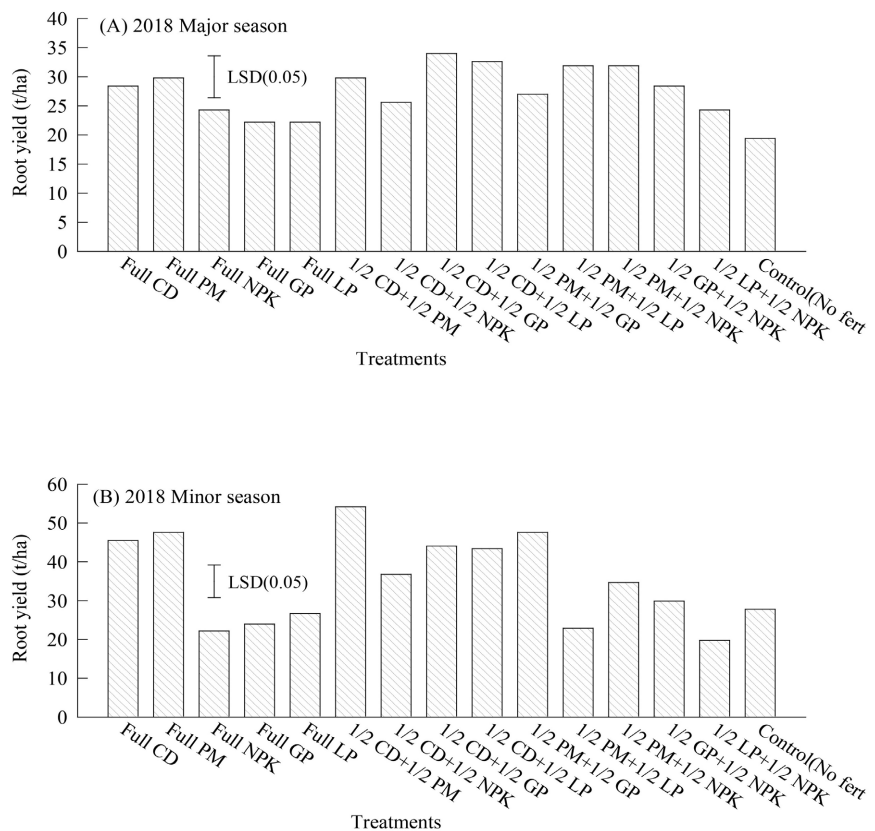 (A) 2018 Major season
LSD(0.05)
Root yield (t/ha)
40
35
30
25
20
15
10
5
0
Full CD
Full PM
Full NPK
Full GP
Full LP
1/2 CD+1/2 PM
1/2 CD+1/2 NPK
1/2 CD+1/2 GP
1/2 CD+1/2 LP
1/2 PM+1/2 GP
1/2 PM+1/2 LP
1/2 PM+1/2 NPK
1/2 GP+1/2 NPK
1/2 LP+1/2 NPK
Control(No fert
Treatments
(B) 2018 Minor season
LSD(0.05)
Root yield (t/ha)
60
50
40
30
20
10
0
Full CD
Full PM
Full NPK
Full GP
Full LP
1/2 CD+1/2 PM
1/2 CD+1/2 NPK
1/2 CD+1/2 GP
1/2 CD+1/2 LP
1/2 PM+1/2 GP
1/2 PM+1/2 LP
1/2 PM+1/2 NPK
1/2 GP+1/2 NPK
1/2 LP+1/2 NPK
Control(No fert
Treatments